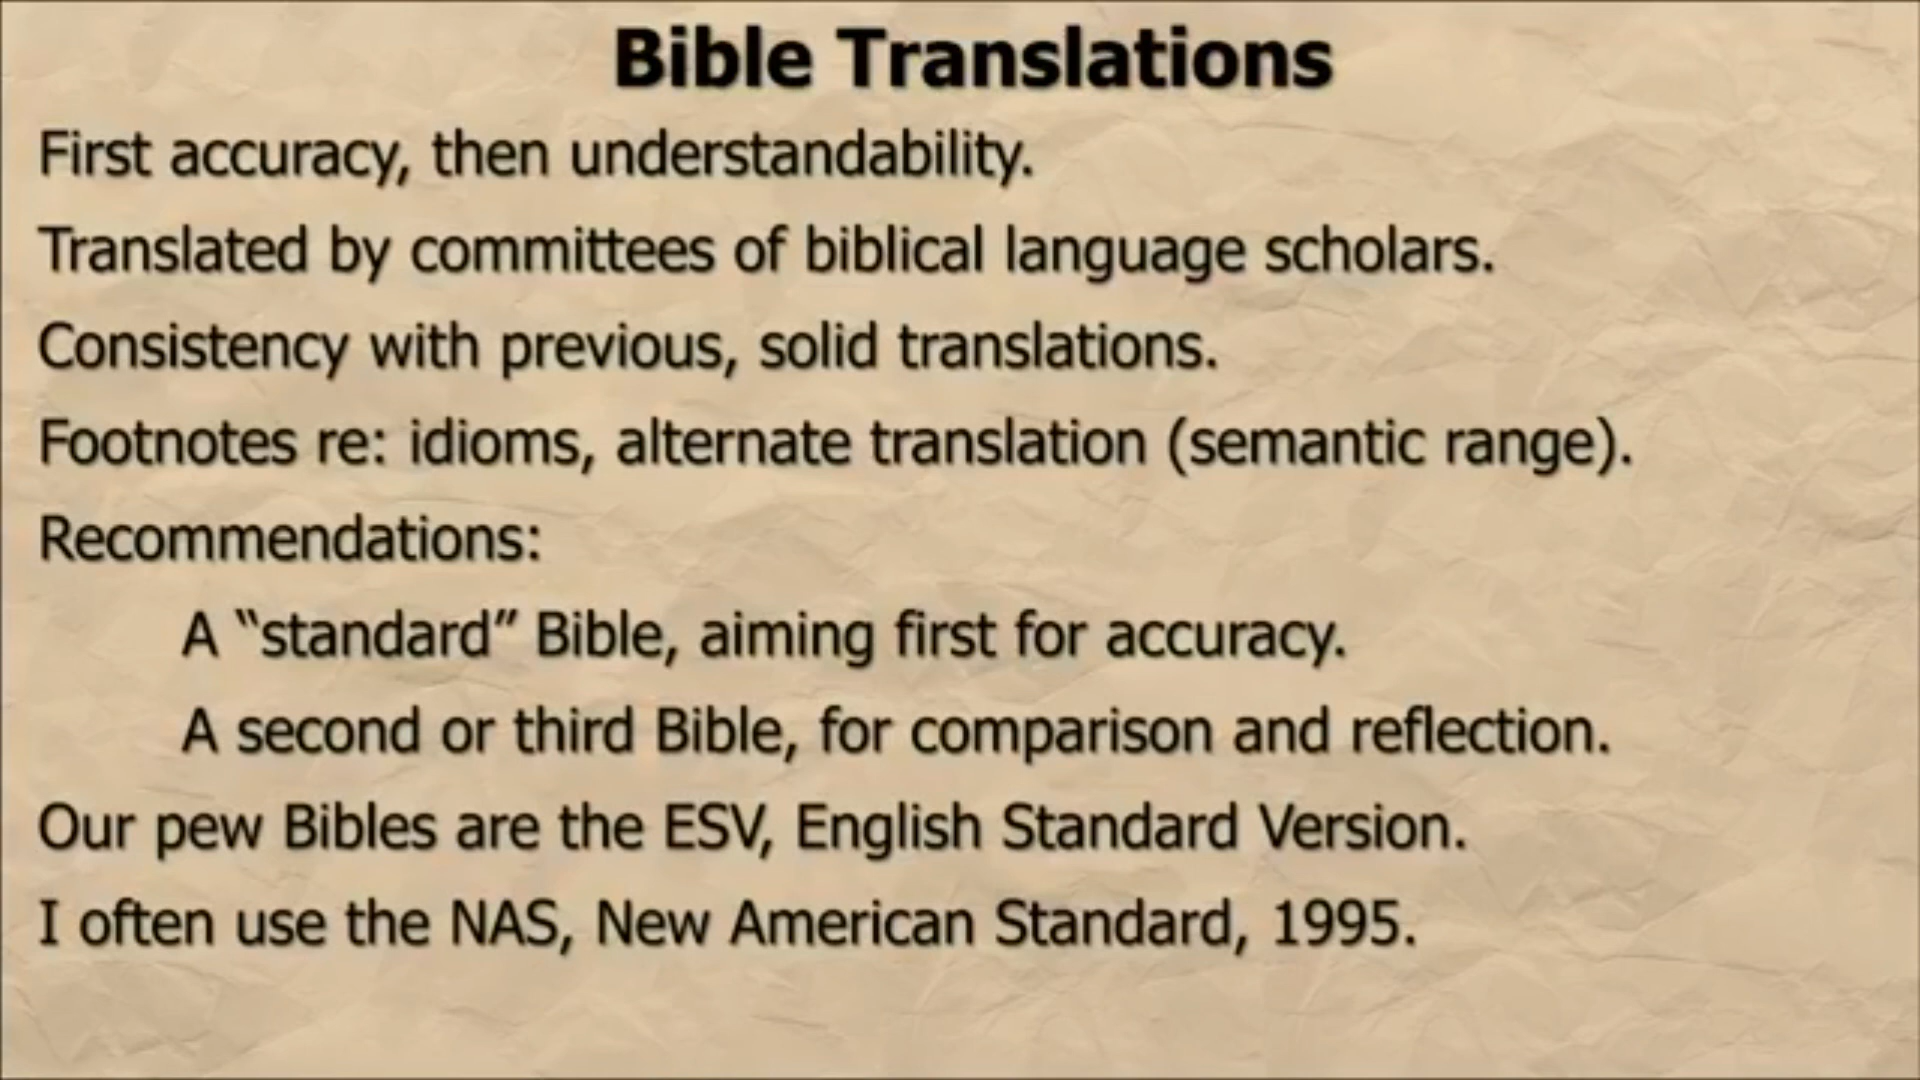 Bible Translations
First accuracy, then understandability.
Translated by committees of biblical language scholars.
Consistency with previous, solid translations.
Footnotes re: idioms, alternate translation (semantic range).
Recommendations:
A “standard” Bible, aiming first for accuracy.
A second or third Bible, for comparison and reflection.
Our pew Bibles are the ESV, English Standard Version.
I often use the NAS, New American Standard, 1995.